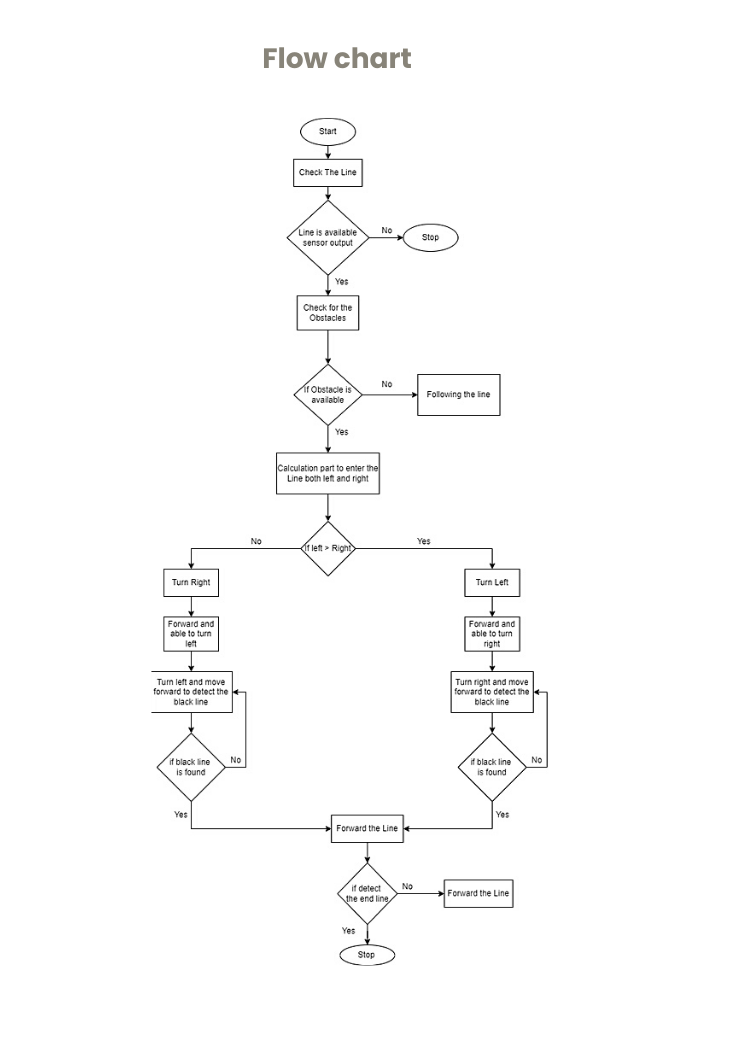 Flow chart
Start
Check The Line
Line is available
sensor output
No
Stop
Yes
Check for the
Obstacles
If Obstacle is
available
No
Following the line
Yes
Calculation part to enter the
Line both left and right
if left > Right
No
Yes
Turn Right
Turn Left
Forward and
able to turn
left
Forward and
able to turn
right
Turn left and move
forward to detect the
black line
Turn right and move
forward to detect the
black line
if black line
is found
No
if black line
is found
No
Yes
Yes
Forward the Line
if detect
the end line
No
Forward the Line
Yes
Stop